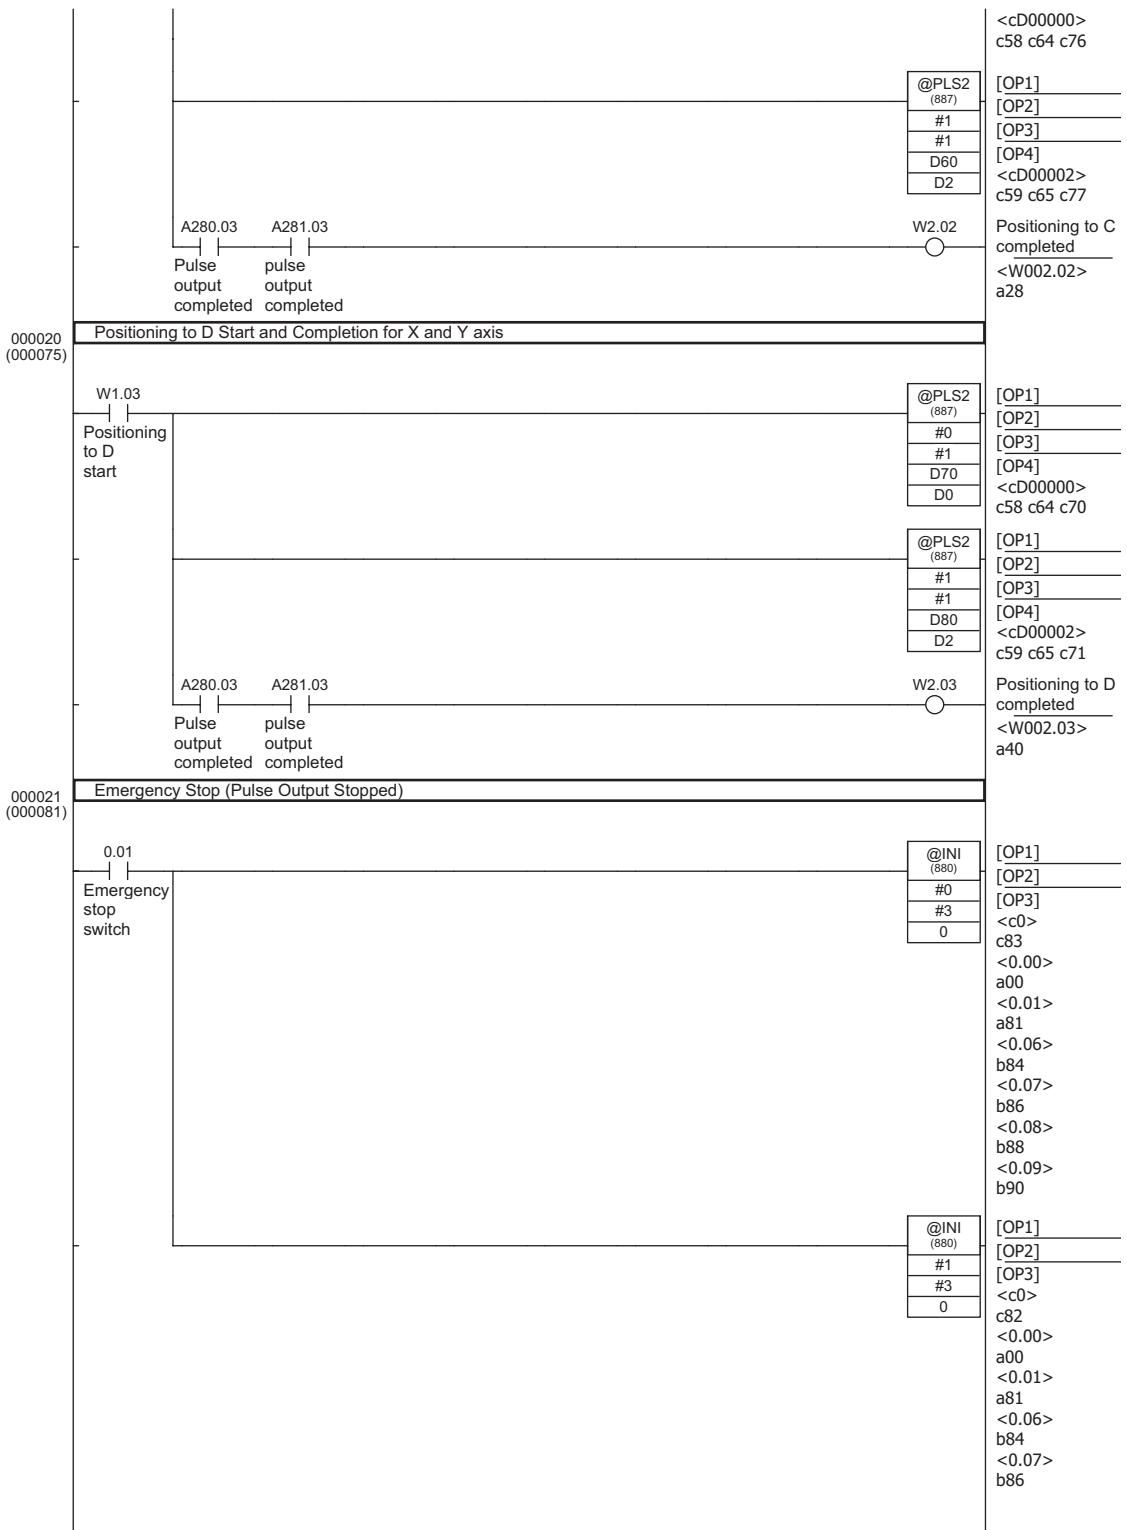 <cD00000>
c58 c64 c76
@PLS2
(887)
#1
#1
D60
D2
[OP1]
[OP2]
[OP3]
[OP4]
<cD00002>
c59 c65 c77
A280.03 A281.03 W2.02
Pulse output completed
pulse output completed
Positioning to C
completed
<W002.02>
a28
000020
(000075)
Positioning to D Start and Completion for X and Y axis
W1.03
Positioning
to D
start
@PLS2
(887)
#0
#1
D70
D0
[OP1]
[OP2]
[OP3]
[OP4]
<cD00000>
c58 c64 c70
@PLS2
(887)
#1
#1
D80
D2
[OP1]
[OP2]
[OP3]
[OP4]
<cD00002>
c59 c65 c71
A280.03 A281.03 W2.03
Pulse output completed
pulse output completed
Positioning to D
completed
<W002.03>
a40
000021
(000081)
Emergency Stop (Pulse Output Stopped)
0.01
Emergency
stop
switch
@INI
(880)
#0
#3
0
[OP1]
[OP2]
[OP3]
<c0>
c83
<0.00>
a00
<0.01>
a81
<0.06>
b84
<0.07>
b86
<0.08>
b88
<0.09>
b90
@INI
(880)
#1
#3
0
[OP1]
[OP2]
[OP3]
<c0>
c82
<0.00>
a00
<0.01>
a81
<0.06>
b84
<0.07>
b86